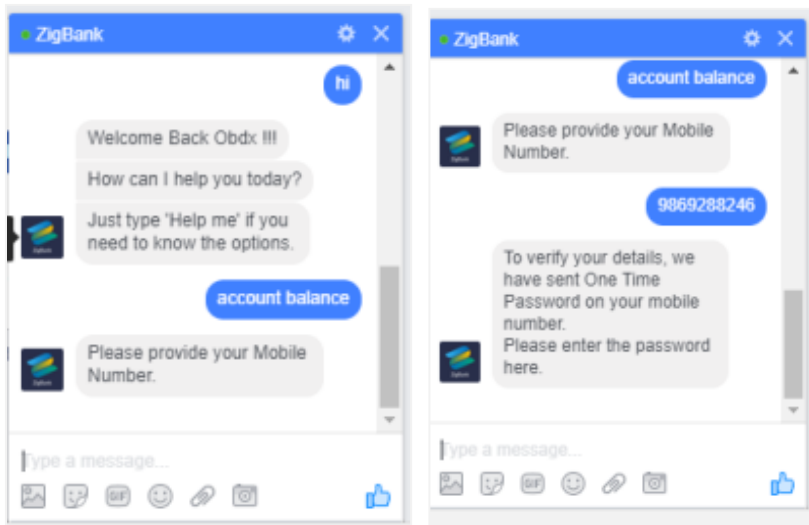 ZigBank
hi
Welcome Back Obdx !!!
How can I help you today?
Just type 'Help me' if you
need to know the options.
account balance
Please provide your Mobile
Number.
Type a message...
GIF
ZigBank
account balance
Please provide your Mobile
Number.
9869288246
To verify your details, we
have sent One Time
Password on your mobile
number.
Please enter the password
here.
Type a message...
GIF